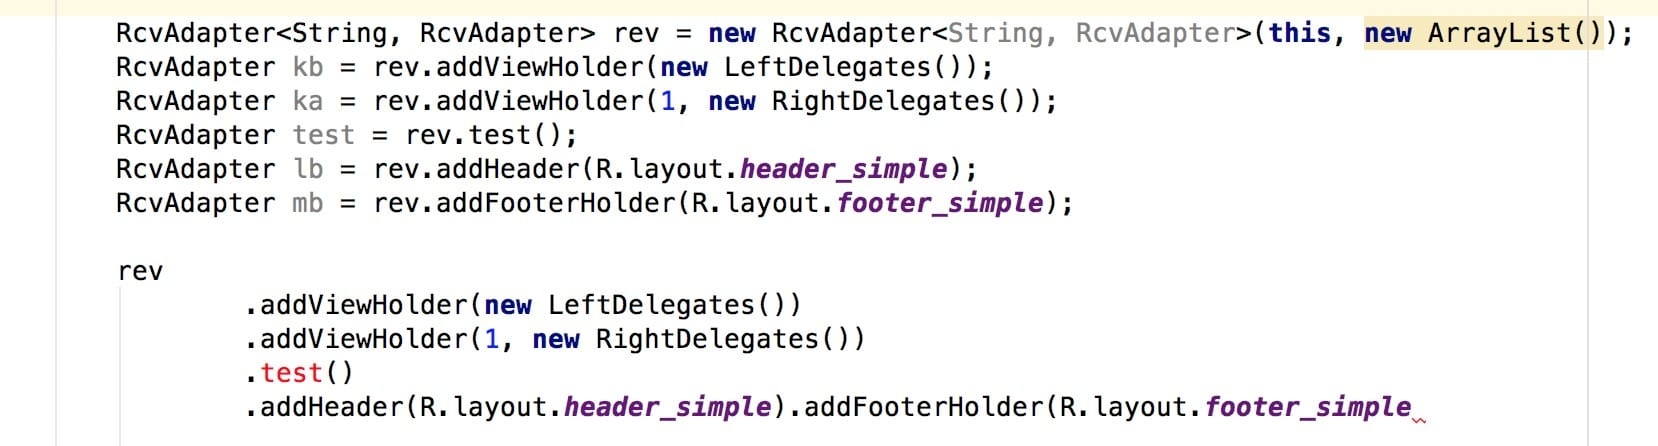 RcvAdapter<String, RcvAdapter> rev = new RcvAdapter<String, RcvAdapter>(this, new ArrayList());
RcvAdapter kb = rev.addViewHolder(new LeftDelegates());
RcvAdapter ka = rev.addViewHolder(1, new RightDelegates());
RcvAdapter test = rev.test();
RcvAdapter lb = rev.addHeader(R.layout.header_simple);
RcvAdapter mb = rev.addFooterHolder(R.layout.footer_simple);
rev
.addViewHolder(new LeftDelegates())
.addViewHolder(1, new RightDelegates())
.test()
.addHeader(R.layout.header_simple).addFooterHolder(R.layout.footer_simple